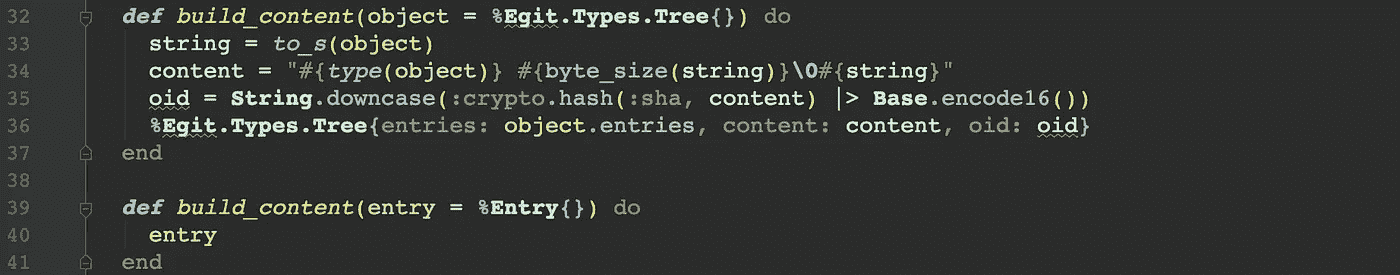 32 def build_content(object = %Egit.Types.Tree{}) do
33 string = to_s(object)
34 content = "#{type(object)} #{byte_size(string)}\0#{string}"
35 oid = String.downcase(:crypto.hash(:sha, content) |> Base.encode16())
36 %Egit.Types.Tree{entries: object.entries, content: content, oid: oid}
37 end
38
39 def build_content(entry = %Entry{}) do
40 entry
41 end